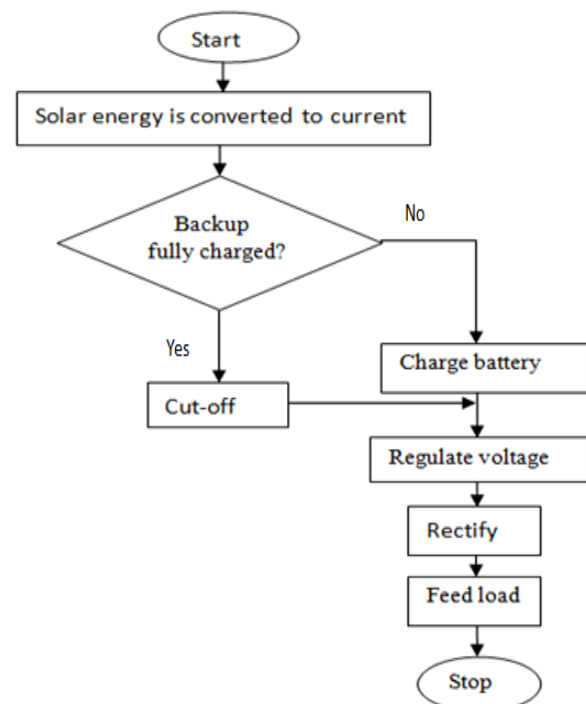 Start
Solar energy is converted to current
Backup
fully charged?
No
Yes
Charge battery
Cut-off
Regulate voltage
Rectify
Feed load
Stop